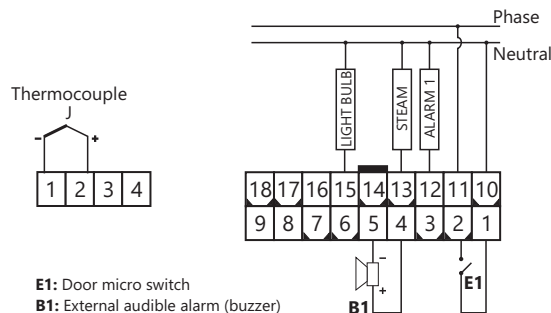 Phase
Neutral
Thermocouple
J
- +
1 2 3 4
LIGHT BULB
STEAM
ALARM 1
18 17 16 15 14 13 12 11 10
9 8 7 6 5 4 3 2 1
-
+
B1
E1
E1: Door micro switch
B1: External audible alarm (buzzer)